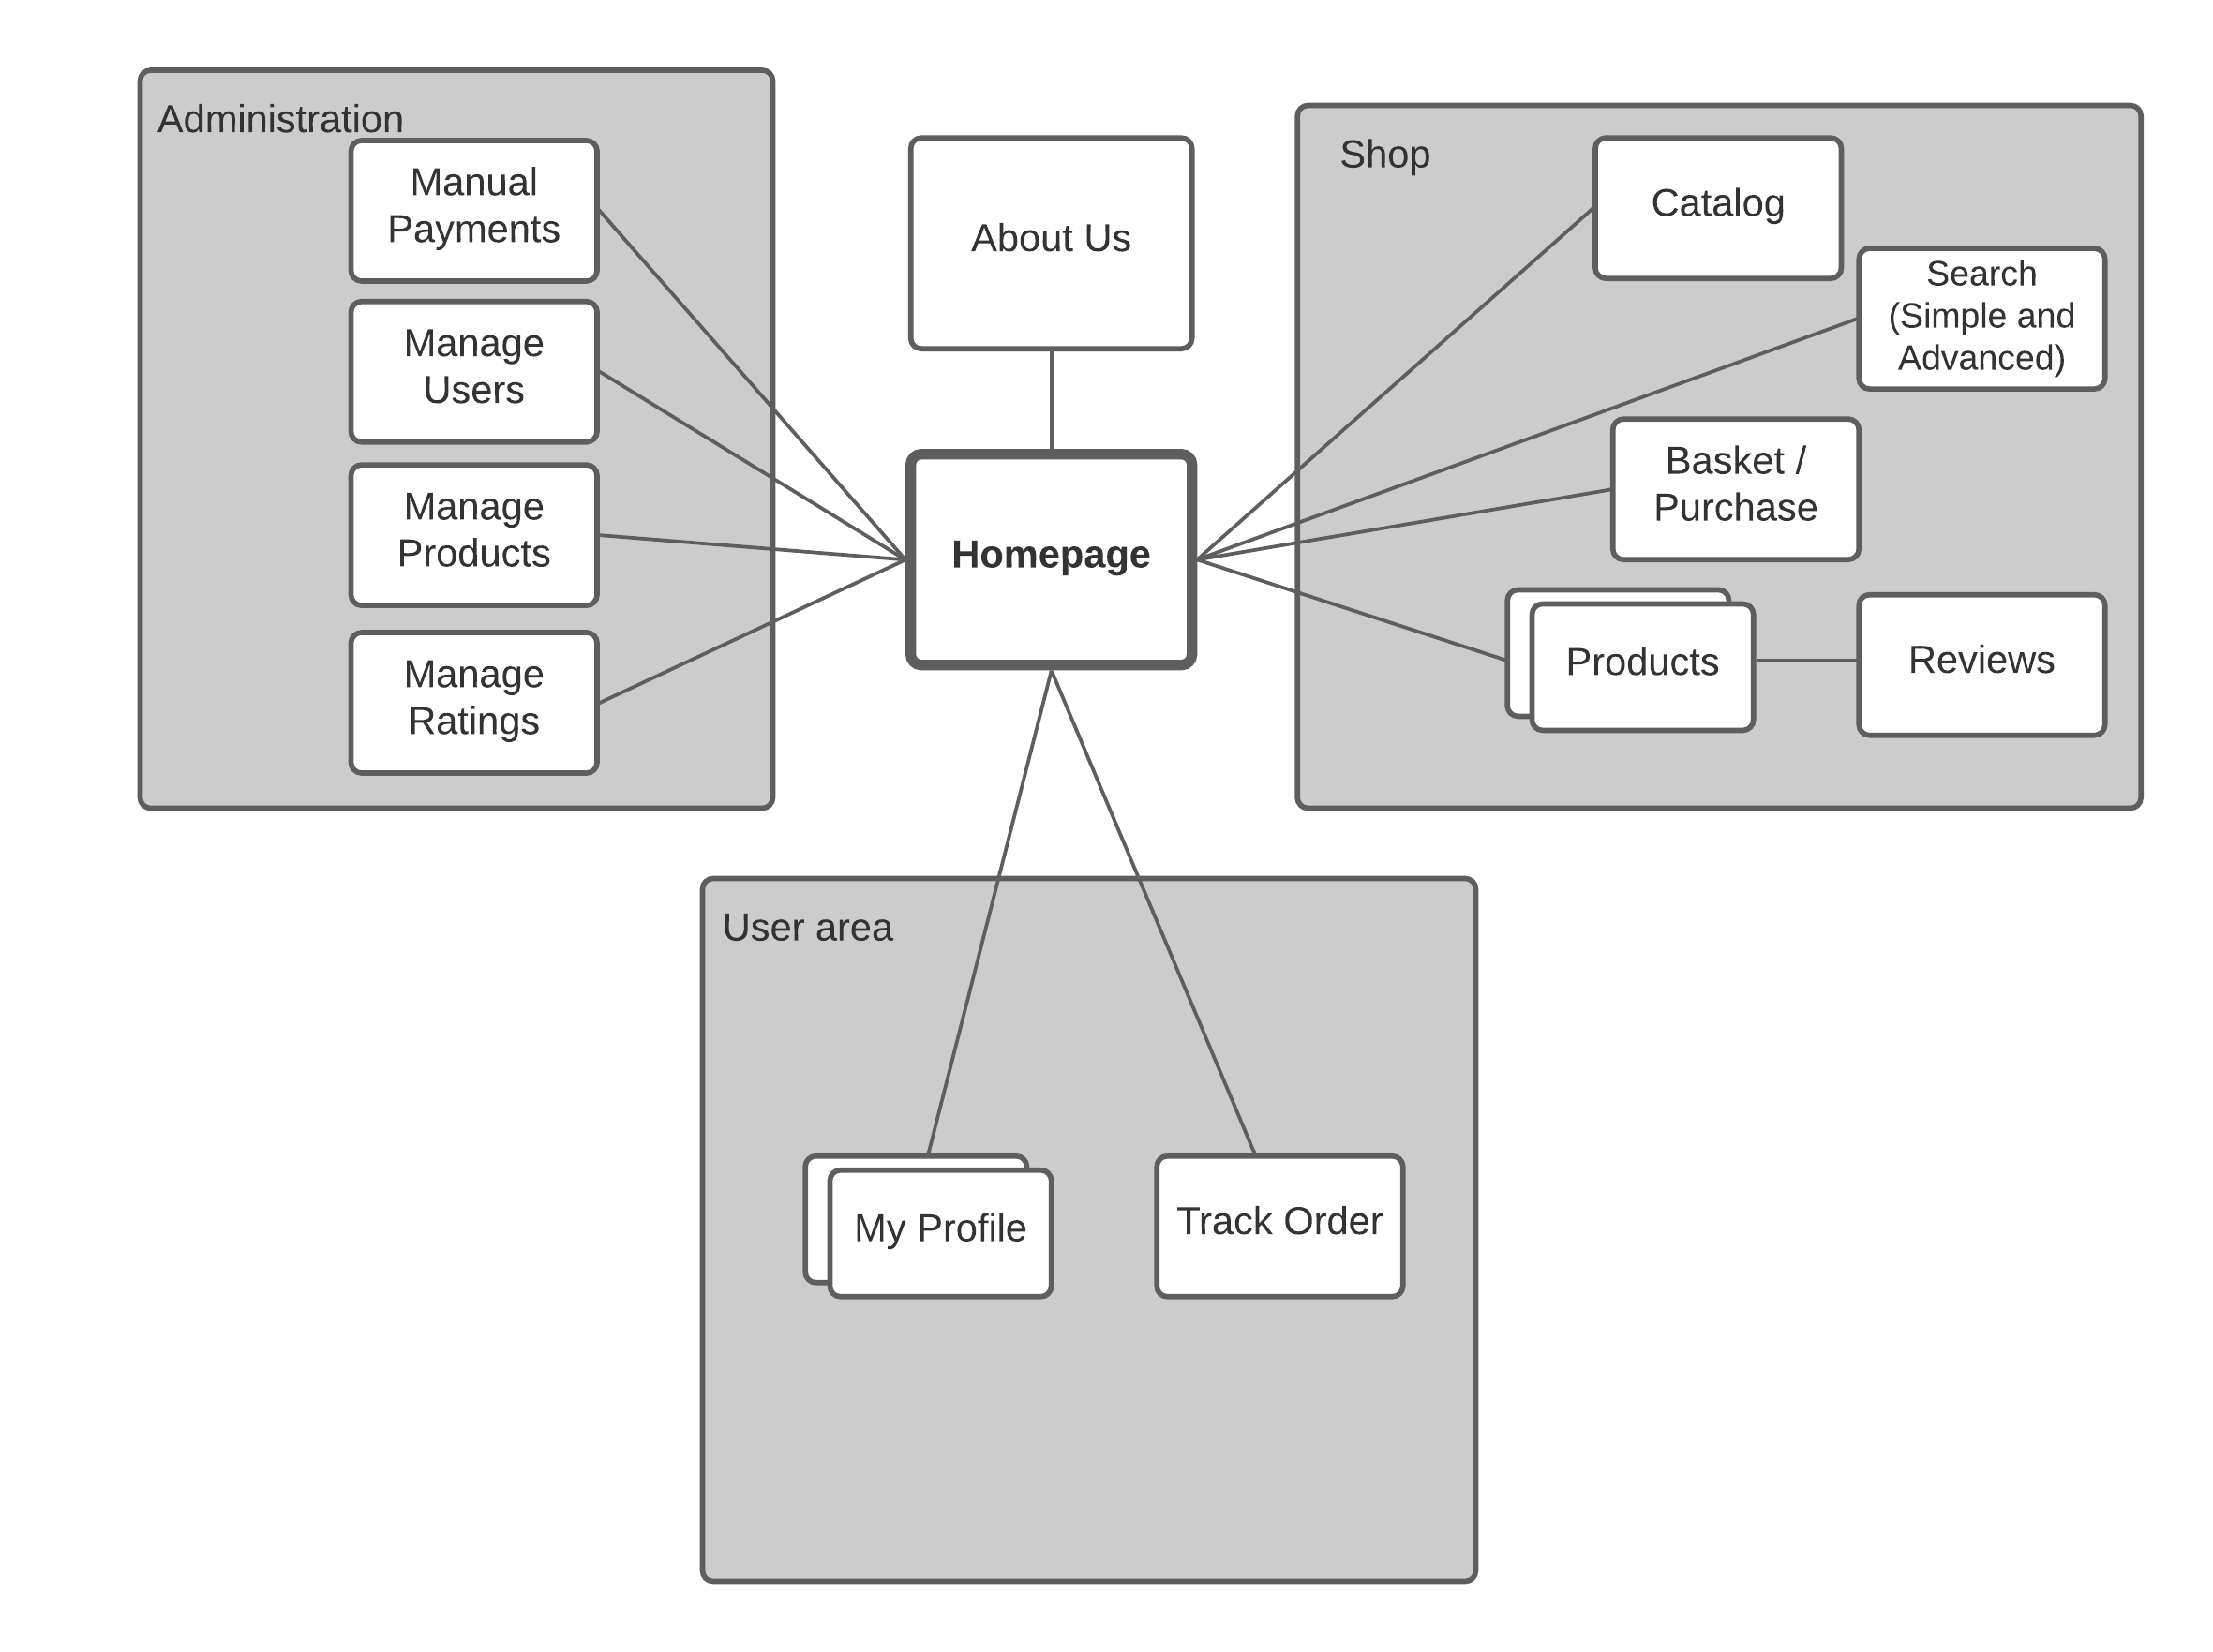 Administration
Manual
Payments
Manage
Users
Manage
Products
Manage
Ratings
About Us
Homepage
Shop
Catalog
Search
(Simple and
Advanced)
Basket /
Purchase
Products
Reviews
User area
My Profile
Track Order